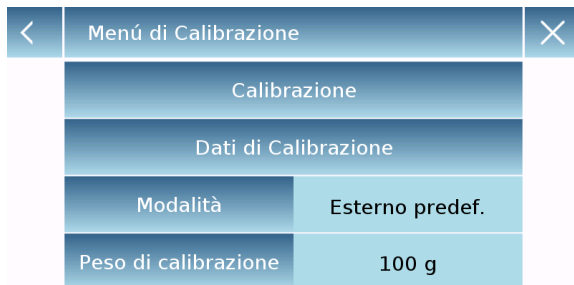 Menú di Calibrazione
Calibrazione
Dati di Calibrazione
Modalità Esterno predef.
Peso di calibrazione 100 g